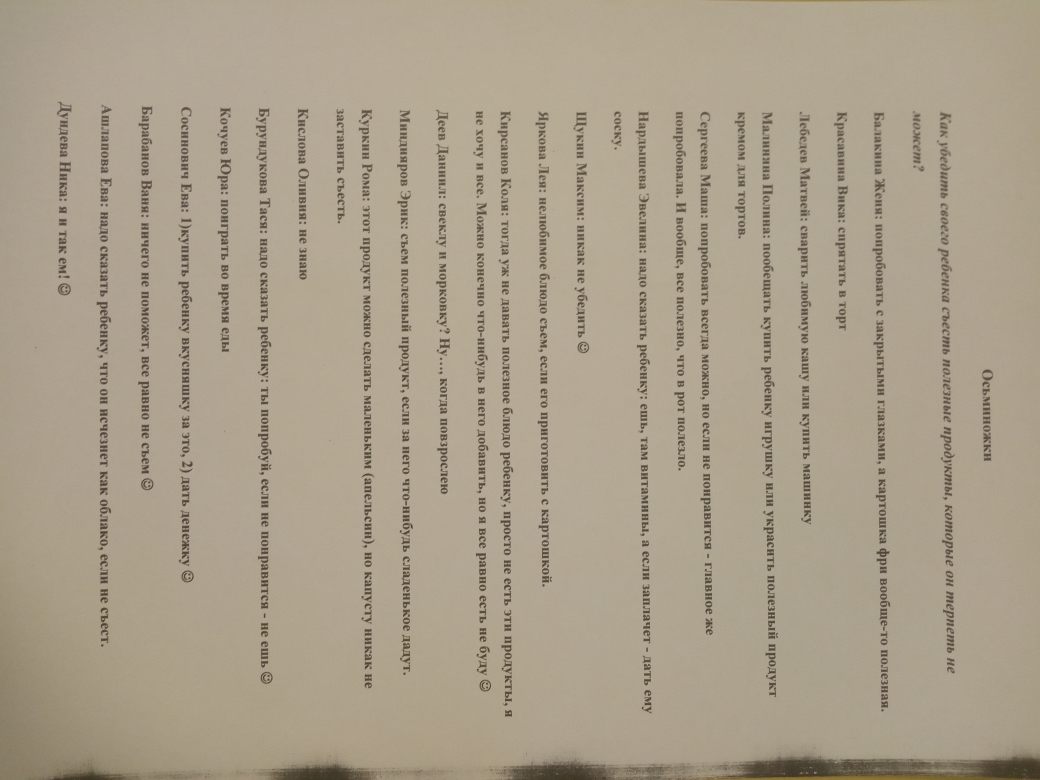 Осьминожки
Как убедить своего ребенка съесть полезные продукты, которые он терпеть не
может?
Балакина Женя: попробовать с закрытыми глазками, а картошка фри вообще-то полезная.
Красавина Вика: спрятать в торт
Лебедев Матвей: сварить любимую кашу или купить машинку
Малинина Полина: пообещать купить ребенку игрушку или украсить полезный продукт
кремом для тортов.
Сергеева Маша: попробовать всегда можно, но если не понравится - главное же
попробовала. И вообще, все полезно, что в рот полезло.
Нардышева Эвелина: надо сказать ребенку: ешь, там витамины, а если заплачет - дать ему
соску.
Щукин Максим: никак не убедить ☺
Яркова Лея: нелюбимое блюдо съем, если его приготовить с картошкой.
Кирсанов Коля: тогда уж не давать полезное блюдо ребенку, просто не есть эти продукты, я
не хочу и все. Можно конечно что-нибудь в него добавить, но я все равно есть не буду ☺
Деев Даниил: свеклу и морковку? Ну…, когда повзрослею
Миндияров Эрик: съем полезный продукт, если за него что-нибудь сладенькое дадут.
Куркин Рома: этот продукт можно сделать маленьким (апельсин), но капусту никак не
заставить съесть.
Кислова Оливия: не знаю
Бурундукова Тася: надо сказать ребенку: ты попробуй, если не понравится - не ешь ☺
Кочуев Юра: поиграть во время еды
Сосинович Ева: 1)купить ребенку вкусняшку за это, 2) дать денежку ☺
Барабанов Ваня: ничего не поможет, все равно не съем ☺
Ашлапова Ева: надо сказать ребенку, что он исчезнет как облако, если не съест.
Дундева Ника: я и так ем! ☺